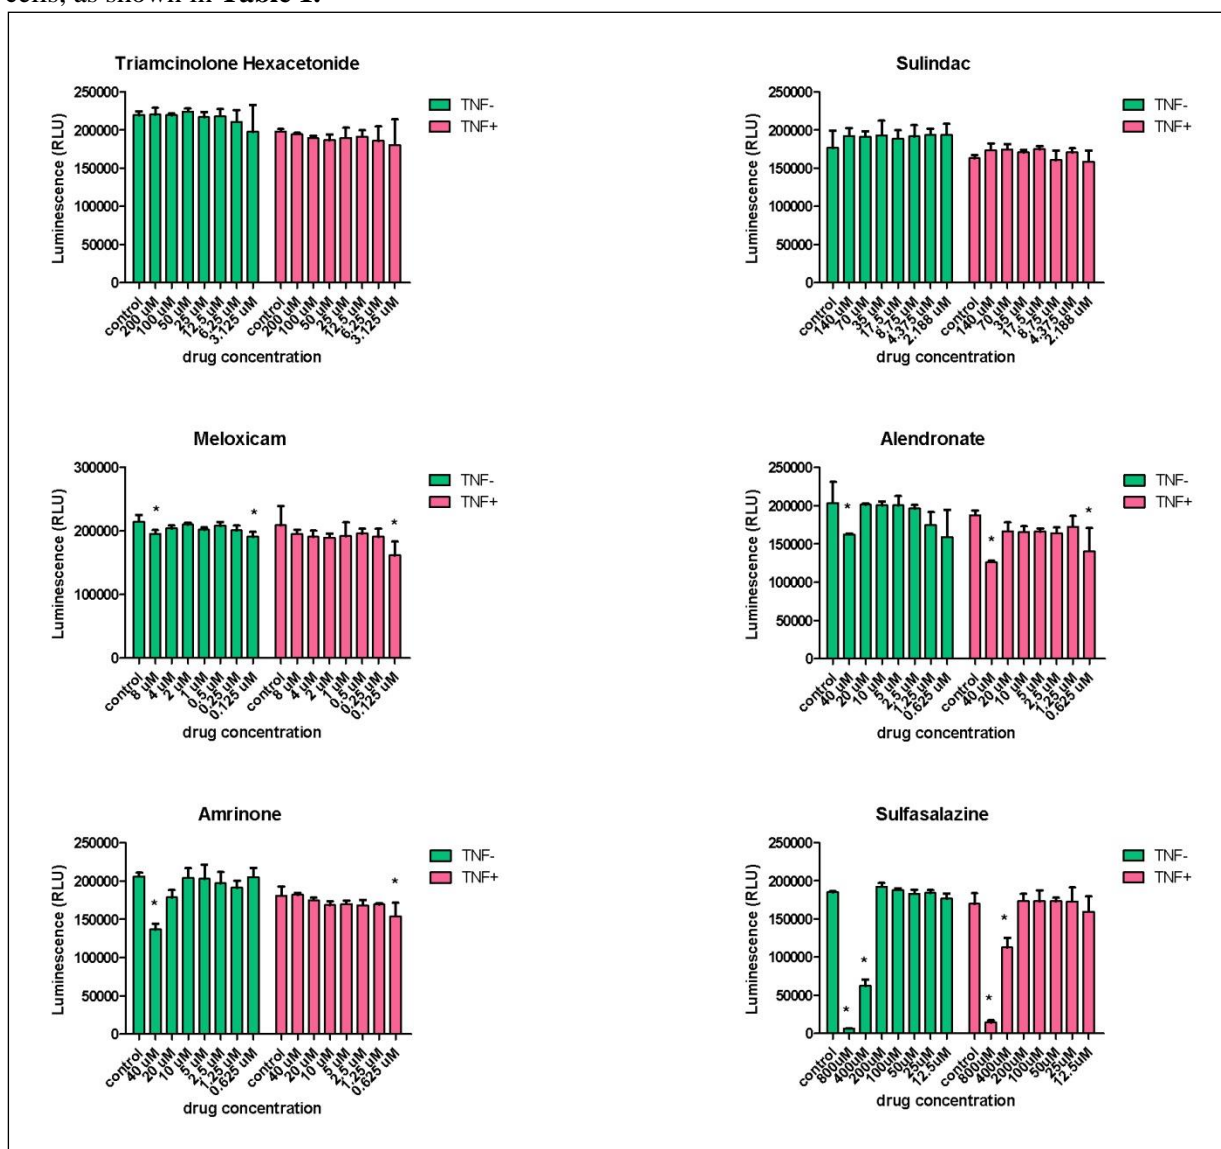 cells, as shown in Table 1.
Triamcinolone Hexacetonide
Luminescence (RLU)
250000
200000
150000
100000
50000
0
control
200 uM
100 uM
50 uM
25 uM
12.5 uM
6.25 uM
3.125 uM
control
200 uM
100 uM
50 uM
25 uM
12.5 uM
6.25 uM
3.125 uM
drug concentration
TNF-
TNF+
Sulindac
Luminescence (RLU)
250000
200000
150000
100000
50000
0
control
140 uM
70 uM
35 uM
17.5 uM
8.75 uM
4.375 uM
2.188 uM
control
140 uM
70 uM
35 uM
17.5 uM
8.75 uM
4.375 uM
2.188 uM
drug concentration
TNF-
TNF+
Meloxicam
Luminescence (RLU)
300000
200000
100000
0
* * *
control
8 uM
4 uM
2 uM
1 uM
0.5 uM
0.25 uM
0.125 uM
control
8 uM
4 uM
2 uM
1 uM
0.5 uM
0.25 uM
0.125 uM
drug concentration
TNF-
TNF+
Alendronate
Luminescence (RLU)
250000
200000
150000
100000
50000
0
* * *
control
40 uM
20 uM
10 uM
5 uM
2.5 uM
1.25 uM
0.625 uM
control
40 uM
20 uM
10 uM
5 uM
2.5 uM
1.25 uM
0.625 uM
drug concentration
TNF-
TNF+
Amrinone
Luminescence (RLU)
250000
200000
150000
100000
50000
0
* *
control
40 uM
20 uM
10 uM
5 uM
2.5 uM
1.25 uM
0.625 uM
control
40 uM
20 uM
10 uM
5 uM
2.5 uM
1.25 uM
0.625 uM
drug concentration
TNF-
TNF+
Sulfasalazine
Luminescence (RLU)
250000
200000
150000
100000
50000
0
* * * *
control
800uM
400uM
200uM
100uM
50uM
25uM
12.5uM
control
800uM
400uM
200uM
100uM
50uM
25uM
12.5uM
drug concentration
TNF-
TNF+